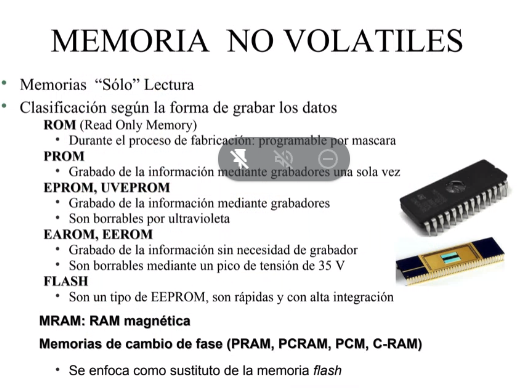 MEMORIA NO VOLATILES
• Memorias “Sólo” Lectura
• Clasificación según la forma de grabar los datos
ROM (Read Only Memory)
• Durante el proceso de fabricación: programable por mascara
PROM
• Grabado de la información mediante grabadores una sola vez
EPROM, UVEPROM
• Grabado de la información mediante grabadores
• Son borrables por ultravioleta
EAROM, EEROM
• Grabado de la información sin necesidad de grabador
• Son borrables mediante un pico de tensión de 35 V
FLASH
• Son un tipo de EEPROM, son rápidas y con alta integración
MRAM: RAM magnética
Memorias de cambio de fase (PRAM, PCRAM, PCM, C-RAM)
• Se enfoca como sustituto de la memoria flash